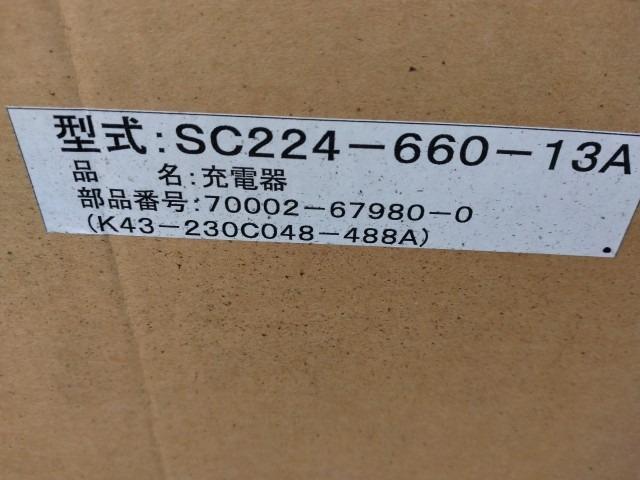 型式:SC224-660-13A
品　　名:充電器
部品番号:70002-67980-0
(K43-230C048-488A)